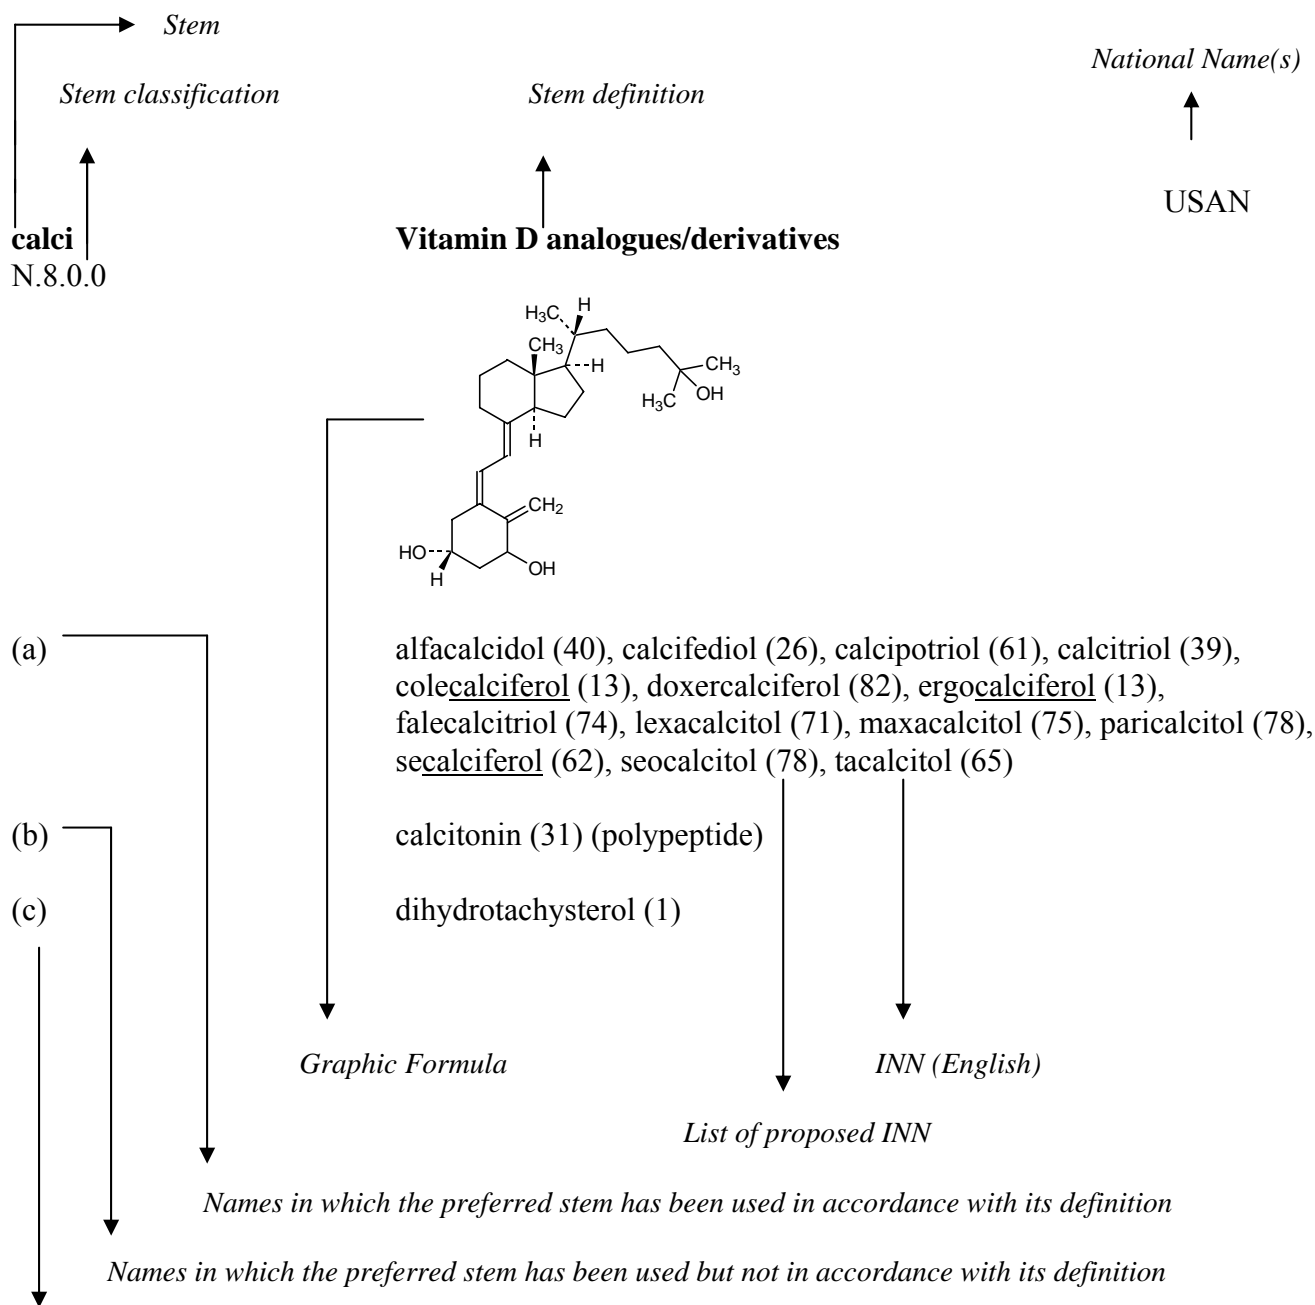 Stem
National Name(s)
Stem classification
Stem definition
USAN
calci
Vitamin D analogues/derivatives
N.8.0.0
H
H₃C
CH₃
H
CH₃
H₃C
OH
H
CH₂
HO
H
OH
(a)
alfacalcidol (40), calcifediol (26), calcipotriol (61), calcitriol (39),
colecalciferol (13), doxercalciferol (82), ergocalciferol (13),
falecalcitriol (74), lexacalcitol (71), maxacalcitol (75), paricalcitol (78),
secalciferol (62), seocalcitol (78), tacalcitol (65)
(b)
calcitonin (31) (polypeptide)
(c)
dihydrotachysterol (1)
Graphic Formula
INN (English)
List of proposed INN
Names in which the preferred stem has been used in accordance with its definition
Names in which the preferred stem has been used but not in accordance with its definition